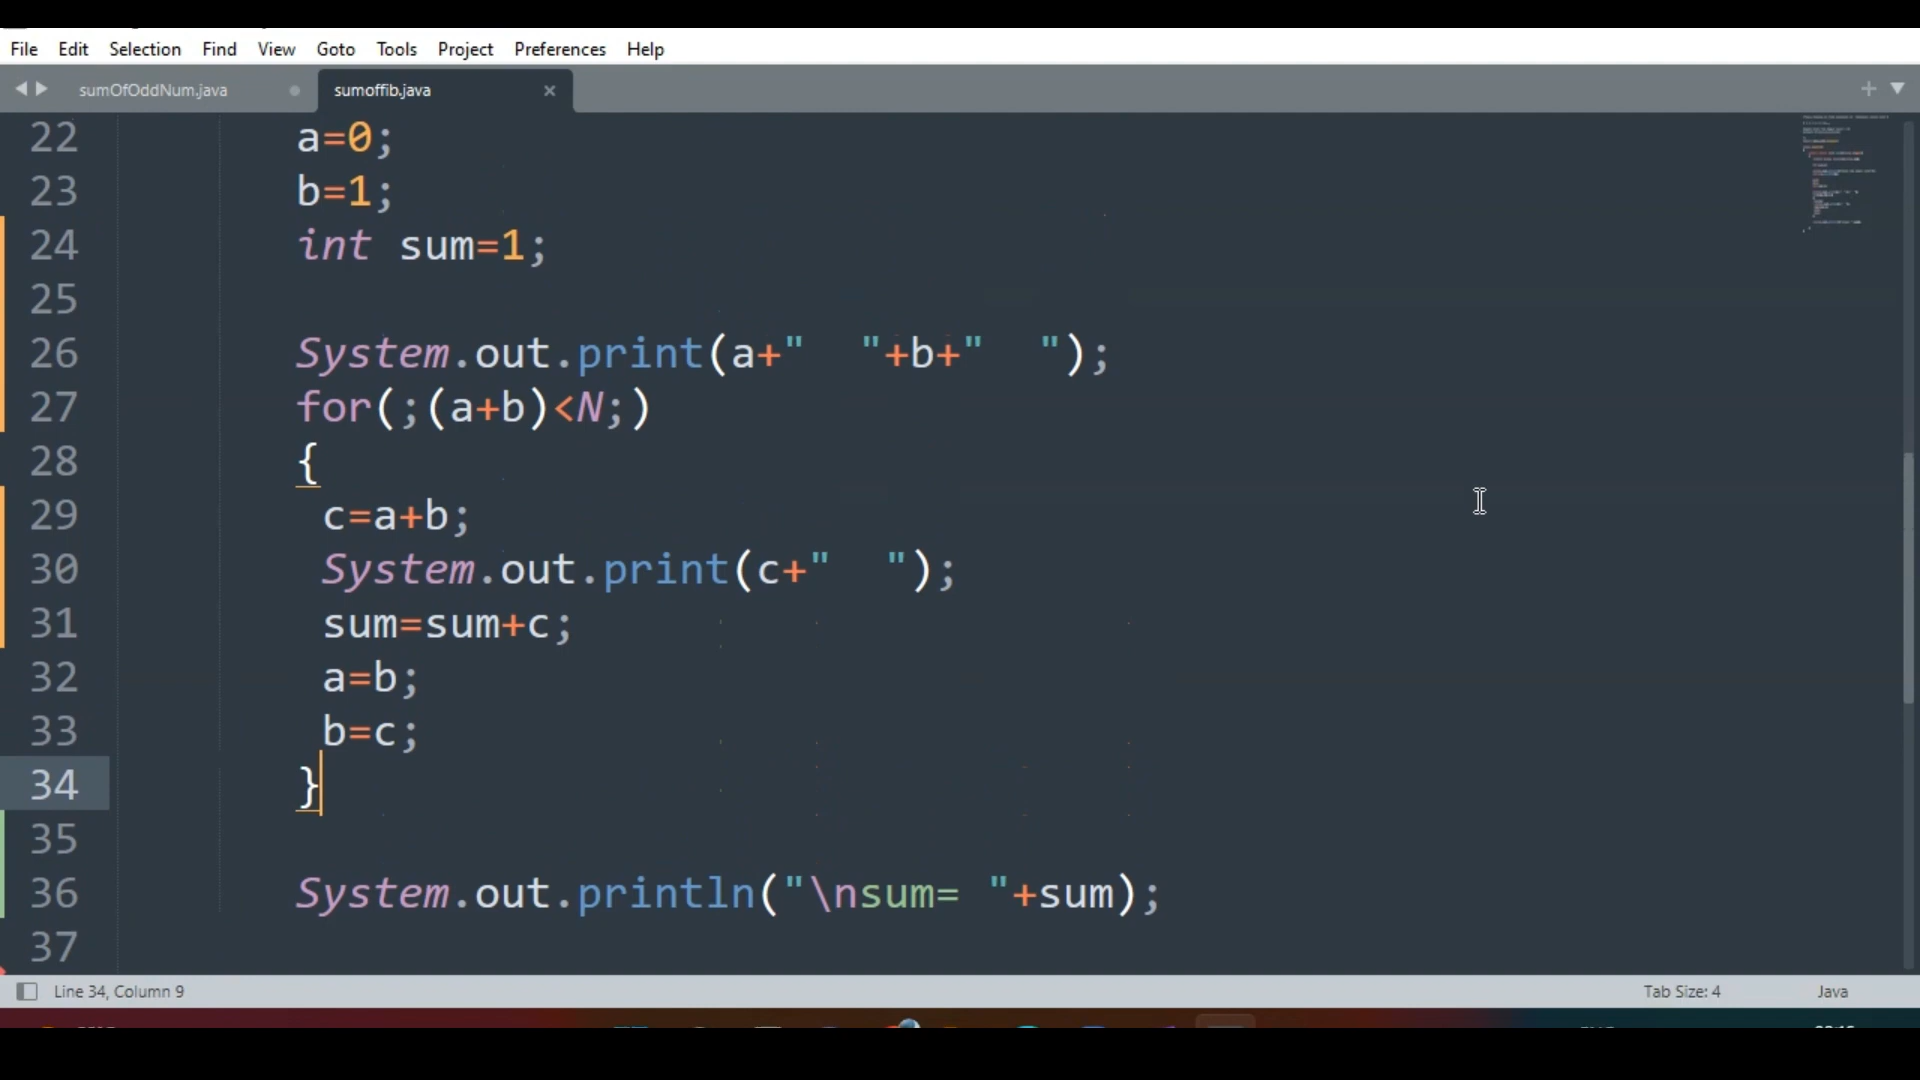 File Edit Selection Find View Goto Tools Project Preferences Help
sumOfOddNum.java sumoffib.java
22 a=0;
23 b=1;
24 int sum=1;
25
26 System.out.print(a+"  "+b+"  ");
27 for(;(a+b)<N;)
28 {
29 c=a+b;
30 System.out.print(c+"  ");
31 sum=sum+c;
32 a=b;
33 b=c;
34 }
35
36 System.out.println("\nsum= "+sum);
37
Line 34, Column 9 Tab Size: 4 Java